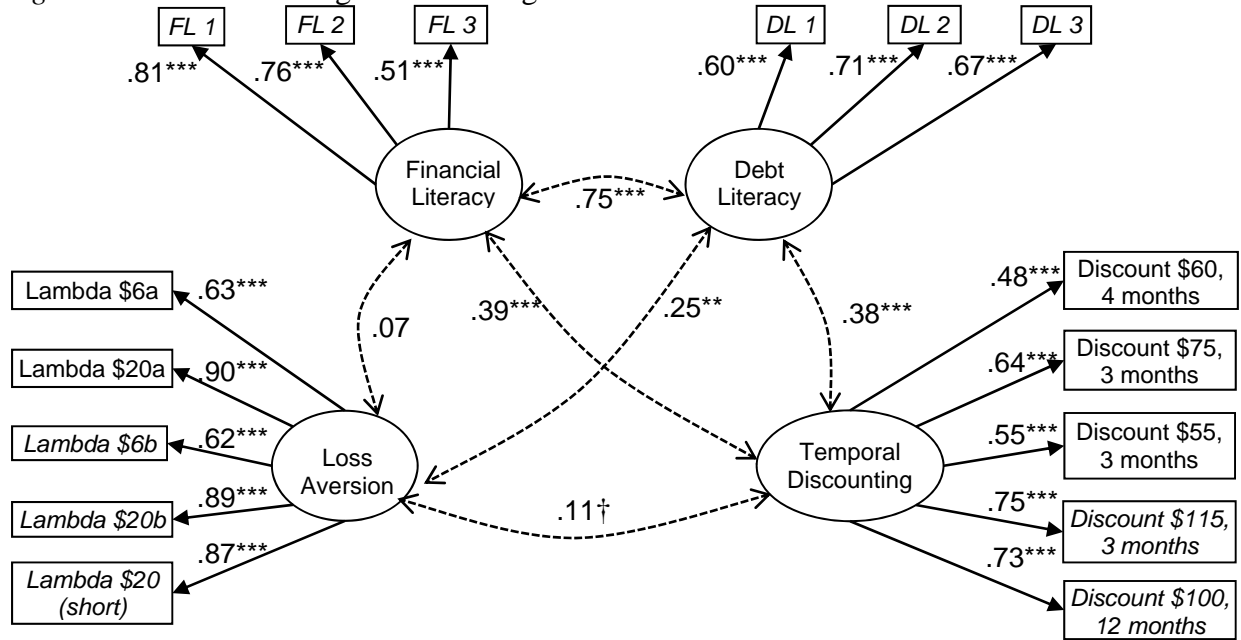 FL 1
FL 2
FL 3
DL 1
DL 2
DL 3
.81***
.76***
.51***
.60***
.71***
.67***
Financial
Literacy
Debt
Literacy
.75***
Lambda $6a
.63***
.07
.39***
.25**
.38***
.48***
Discount $60,
4 months
Lambda $20a
.90***
.64***
Discount $75,
3 months
Lambda $6b
.62***
Loss
Aversion
Temporal
Discounting
.55***
Discount $55,
3 months
Lambda $20b
.89***
.11†
.75***
Discount $115,
3 months
Lambda $20
(short)
.87***
.73***
Discount $100,
12 months